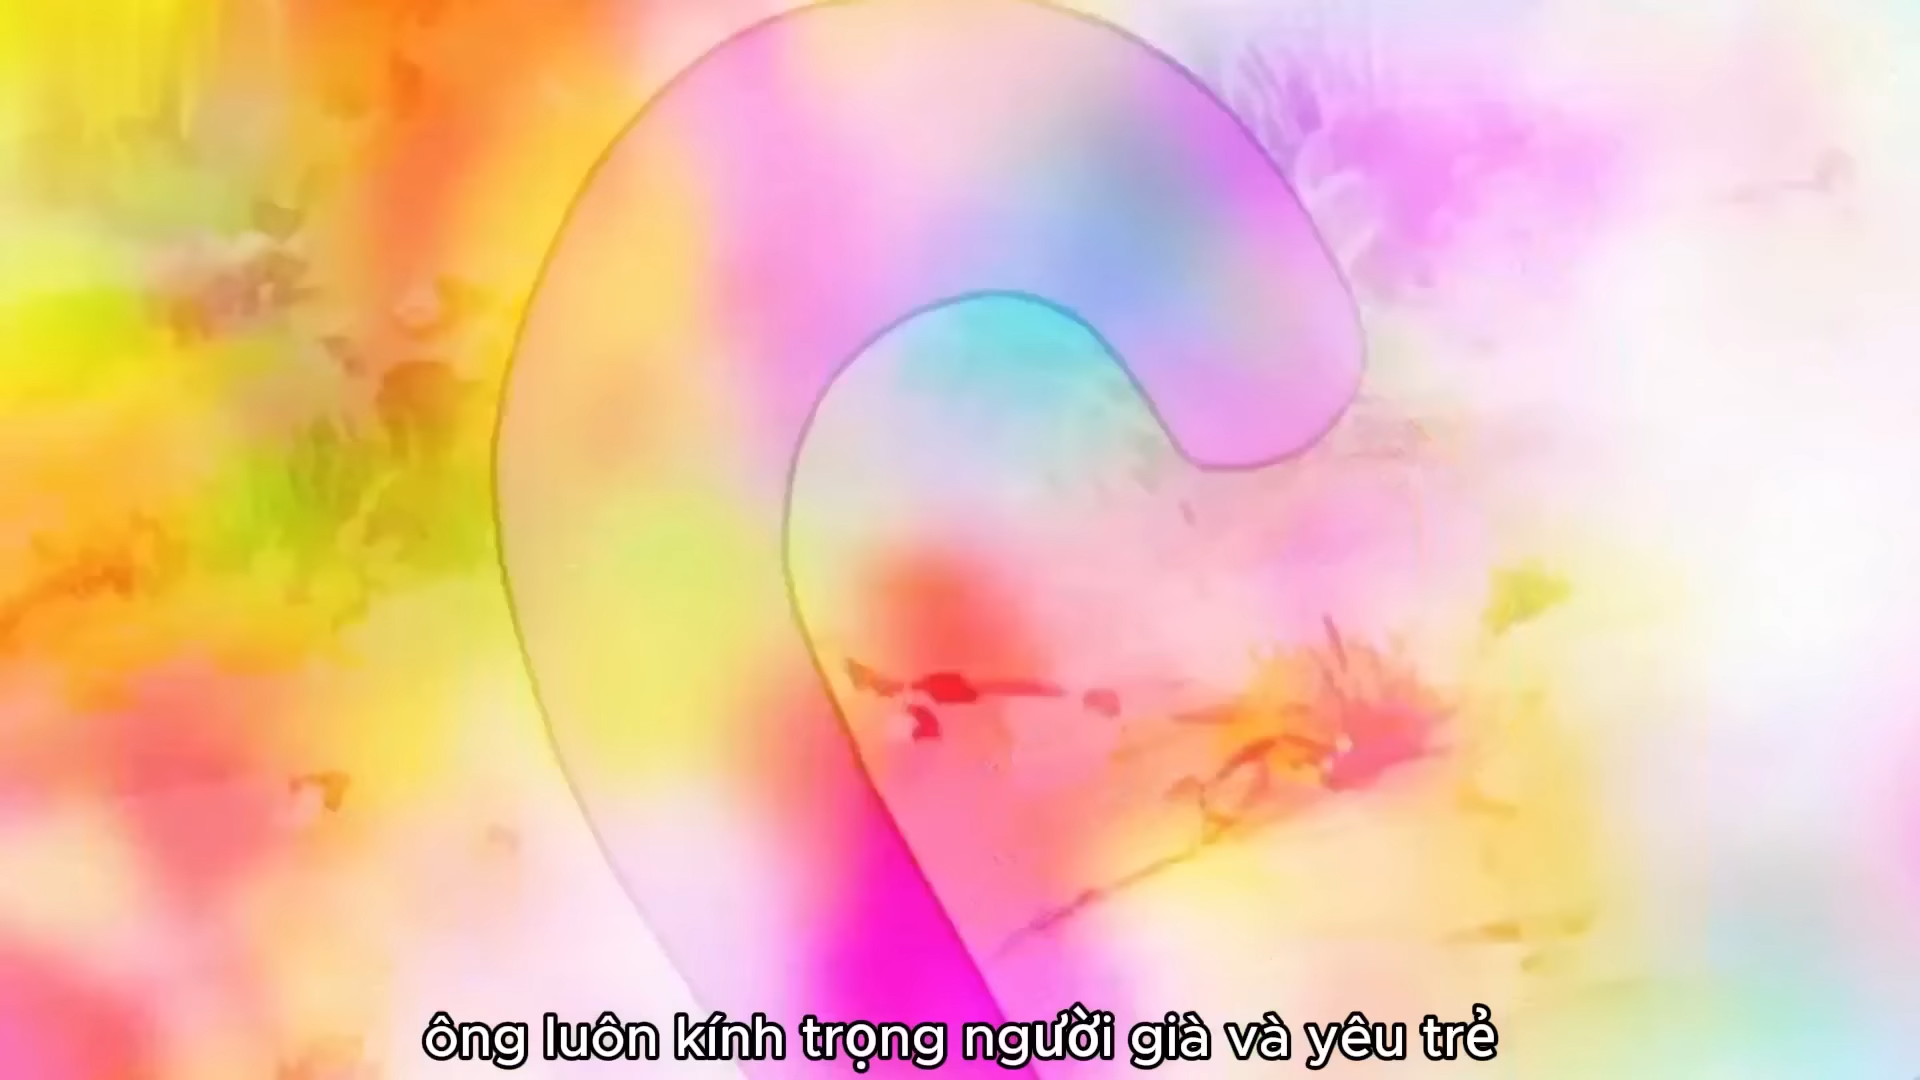 ông luôn kính trọng người già và yêu trẻ